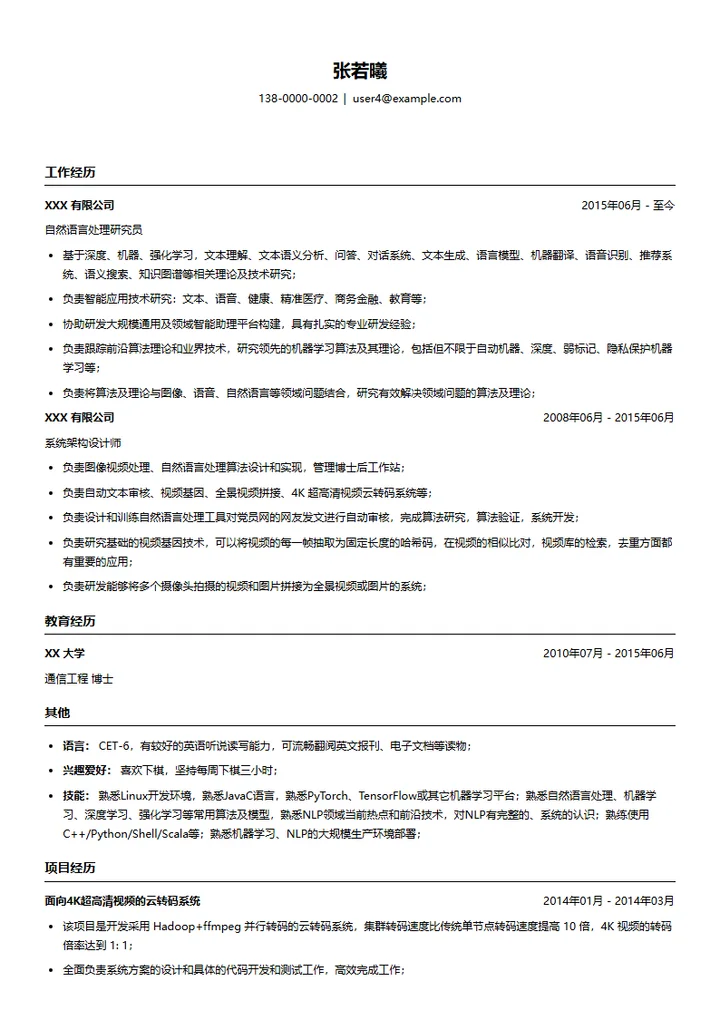 张若曦
138-0000-0002 | user4@example.com
工作经历
XXX 有限公司 2015年06月 - 至今
自然语言处理研究员
• 基于深度、机器、强化学习，文本理解、文本语义分析、问答、对话系统、文本生成、语言模型、机器翻译、语音识别、推荐系
统、语义搜索、知识图谱等相关理论及技术研究；
• 负责智能应用技术研究：文本、语音、健康、精准医疗、商务金融、教育等；
• 协助研发大规模通用及领域智能助理平台构建，具有扎实的专业研发经验；
• 负责跟踪前沿算法理论和业界技术，研究领先的机器学习算法及其理论，包括但不限于自动机器、深度、弱标记、隐私保护机器
学习等；
• 负责将算法及理论与图像、语音、自然语言等领域问题结合，研究有效解决领域问题的算法及理论；
XXX 有限公司 2008年06月 - 2015年06月
系统架构设计师
• 负责图像视频处理、自然语言处理算法设计和实现，管理博士后工作站；
• 负责自动文本审核、视频基因、全景视频拼接、4K 超高清视频云转码系统等；
• 负责设计和训练自然语言处理工具对党员网的网友发文进行自动审核，完成算法研究，算法验证，系统开发；
• 负责研究基础的视频基因技术，可以将视频的每一帧抽取为固定长度的哈希码，在视频的相似比对，视频库的检索，去重方面都
有重要的应用；
• 负责研发能够将多个摄像头拍摄的视频和图片拼接为全景视频或图片的系统；
教育经历
XX 大学 2010年07月 - 2015年06月
通信工程 博士
其他
• 语言： CET-6，有较好的英语听说读写能力，可流畅翻阅英文报刊、电子文档等读物；
• 兴趣爱好： 喜欢下棋，坚持每周下棋三小时；
• 技能： 熟悉Linux开发环境，熟悉JavaC语言，熟悉PyTorch、TensorFlow或其它机器学习平台；熟悉自然语言处理、机器学
习、深度学习、强化学习等常用算法及模型，熟悉NLP领域当前热点和前沿技术，对NLP有完整的、系统的认识；熟练使用
C++/Python/Shell/Scala等；熟悉机器学习、NLP的大规模生产环境部署；
项目经历
面向4K超高清视频的云转码系统 2014年01月 - 2014年03月
• 该项目是开发采用 Hadoop+ffmpeg 并行转码的云转码系统，集群转码速度比传统单节点转码速度提高 10 倍，4K 视频的转码
倍率达到 1: 1；
• 全面负责系统方案的设计和具体的代码开发和测试工作，高效完成工作；